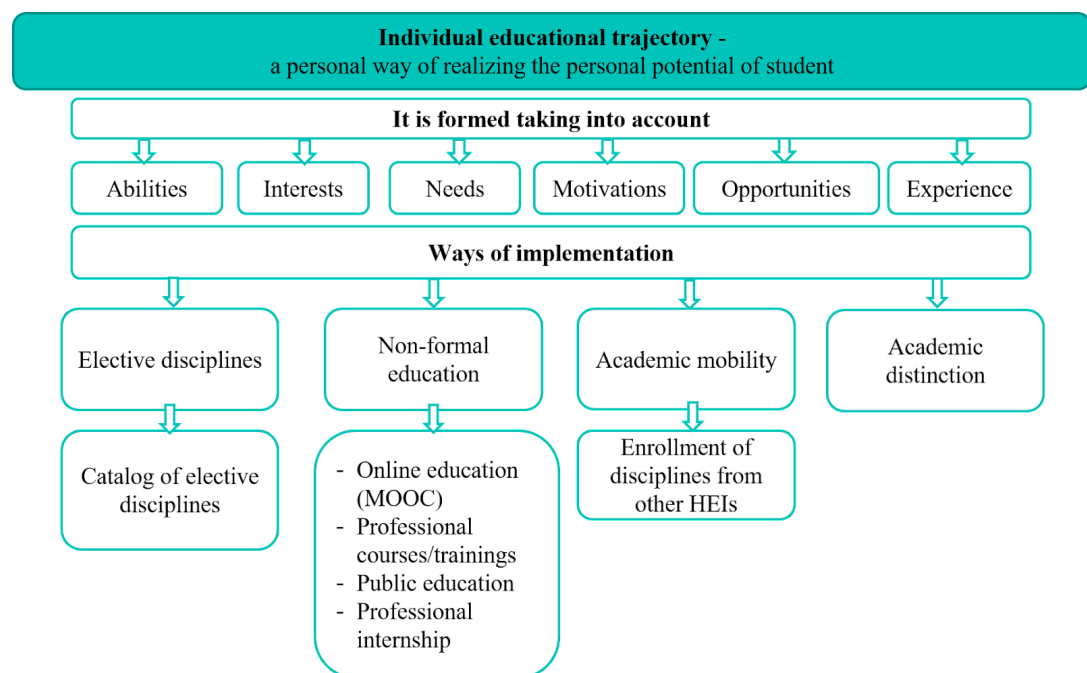 Individual educational trajectory -
a personal way of realizing the personal potential of student
It is formed taking into account
Abilities
Interests
Needs
Motivations
Opportunities
Experience
Ways of implementation
Elective disciplines
Non-formal
education
Academic mobility
Academic
distinction
Catalog of elective
disciplines
- Online education
(MOOC)
- Professional
courses/trainings
- Public education
- Professional
internship
Enrollment of
disciplines from
other HEIs